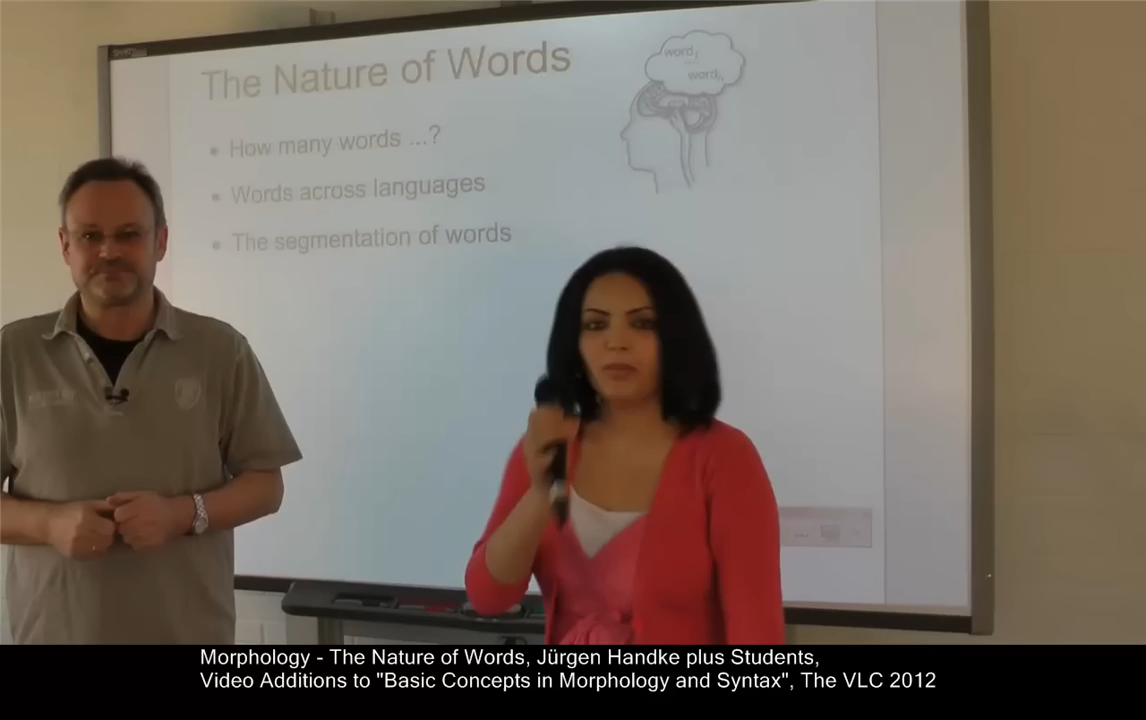 The Nature of Words
word,
word
• How many words ...?
• Words across languages
• The segmentation of words
Morphology - The Nature of Words, Jürgen Handke plus Students,
Video Additions to "Basic Concepts in Morphology and Syntax", The VLC 2012